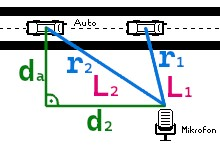 Auto
dₐ
r₂
r₁
L₂
L₁
d₂
Mikrofon